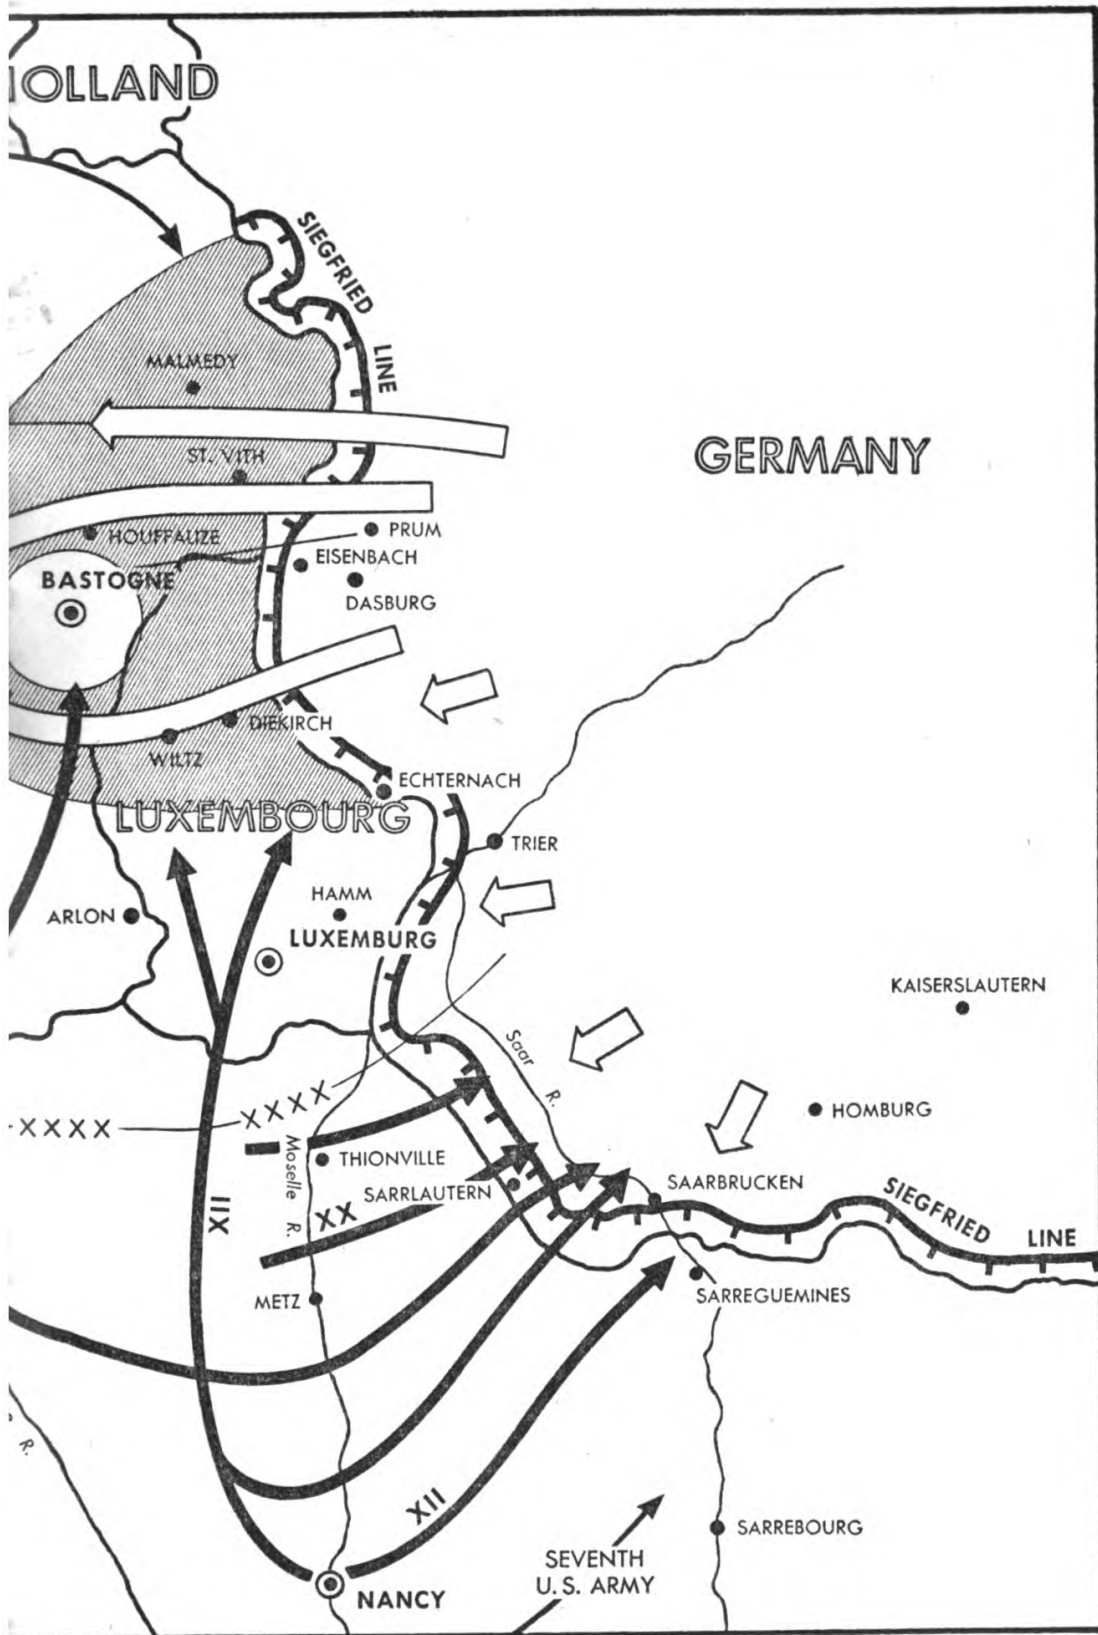 HOLLAND
SIEGFRIED
LINE
MALMEDY
GERMANY
ST. VITH
PRUM
HOUFFALIZE
EISENBACH
BASTOGNE
DASBURG
DIEKIRCH
WILTZ
ECHTERNACH
LUXEMBOURG
TRIER
HAMM
ARLON
LUXEMBURG
KAISERSLAUTERN
Saar R.
XXXX
XXXX
HOMBURG
Moselle R.
THIONVILLE
SAARBRUCKEN
SARRLAUTERN
XII
XX
SIEGFRIED
LINE
METZ
SARREGUEMINES
R.
XII
SARREBOURG
SEVENTH
U. S. ARMY
NANCY